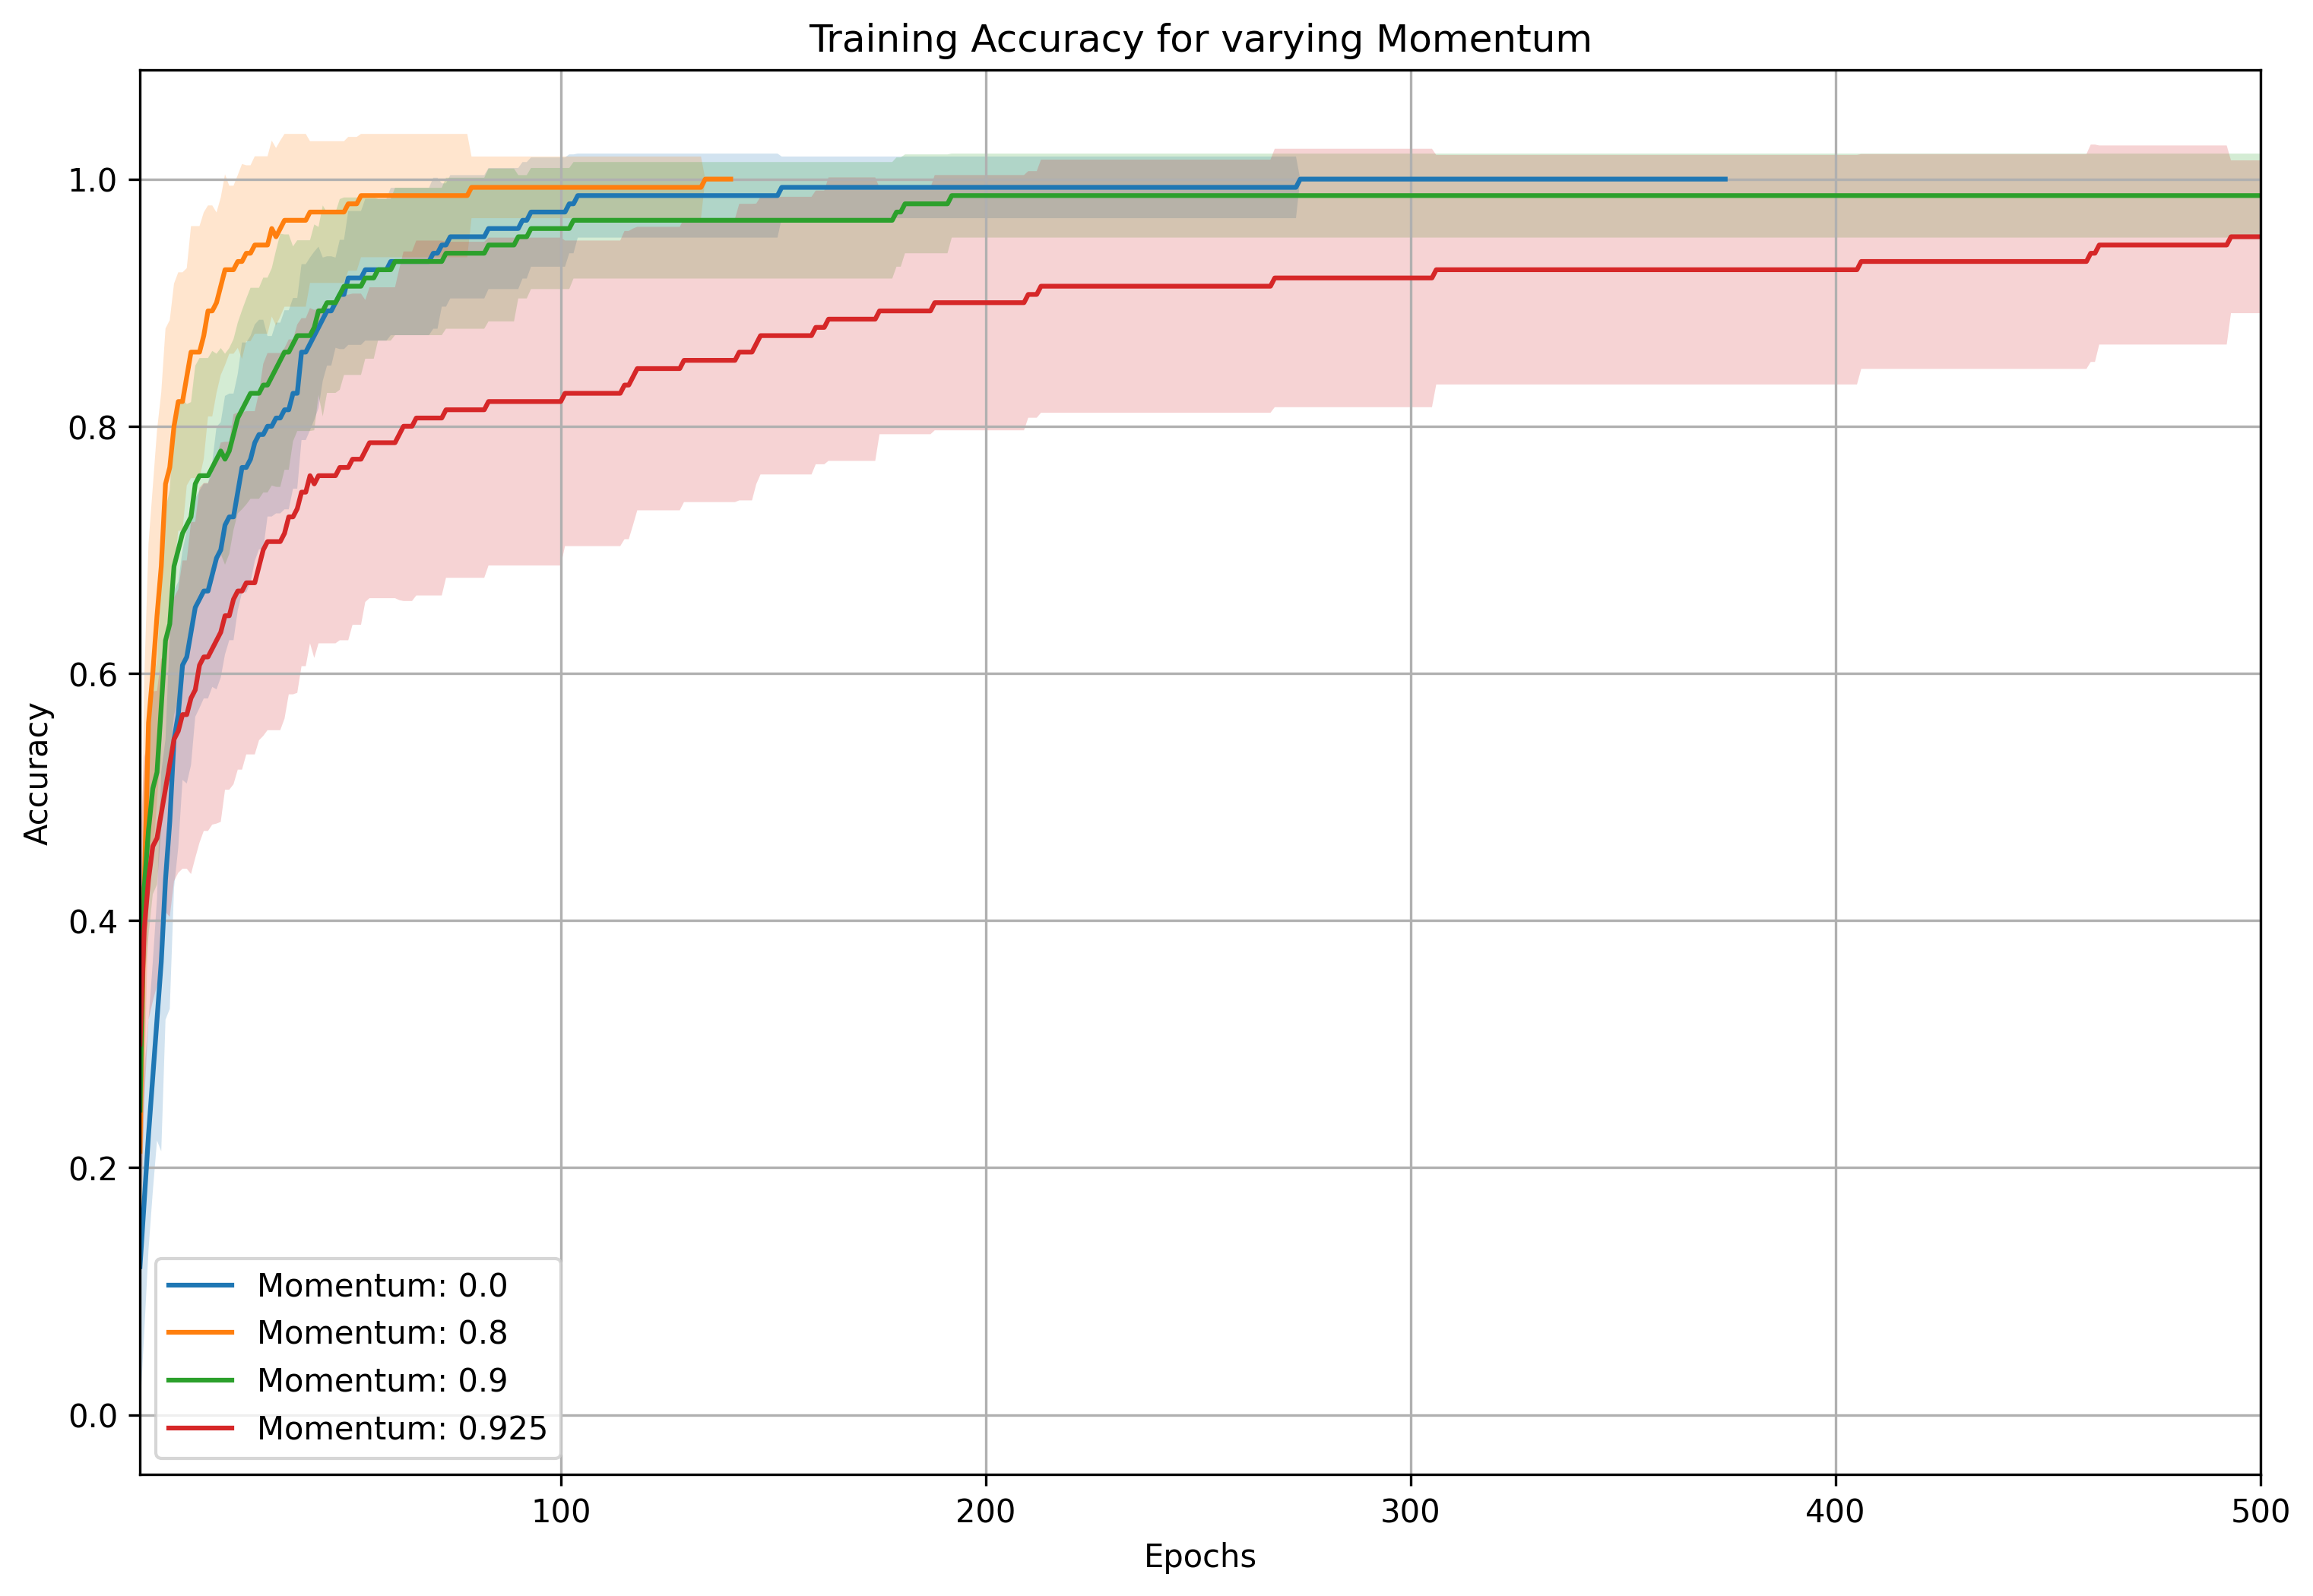 Training Accuracy for varying Momentum
1.0
0.8
0.6
0.4
0.2
0.0
Accuracy
Momentum: 0.0
Momentum: 0.8
Momentum: 0.9
Momentum: 0.925
100 200 300 400 500
Epochs